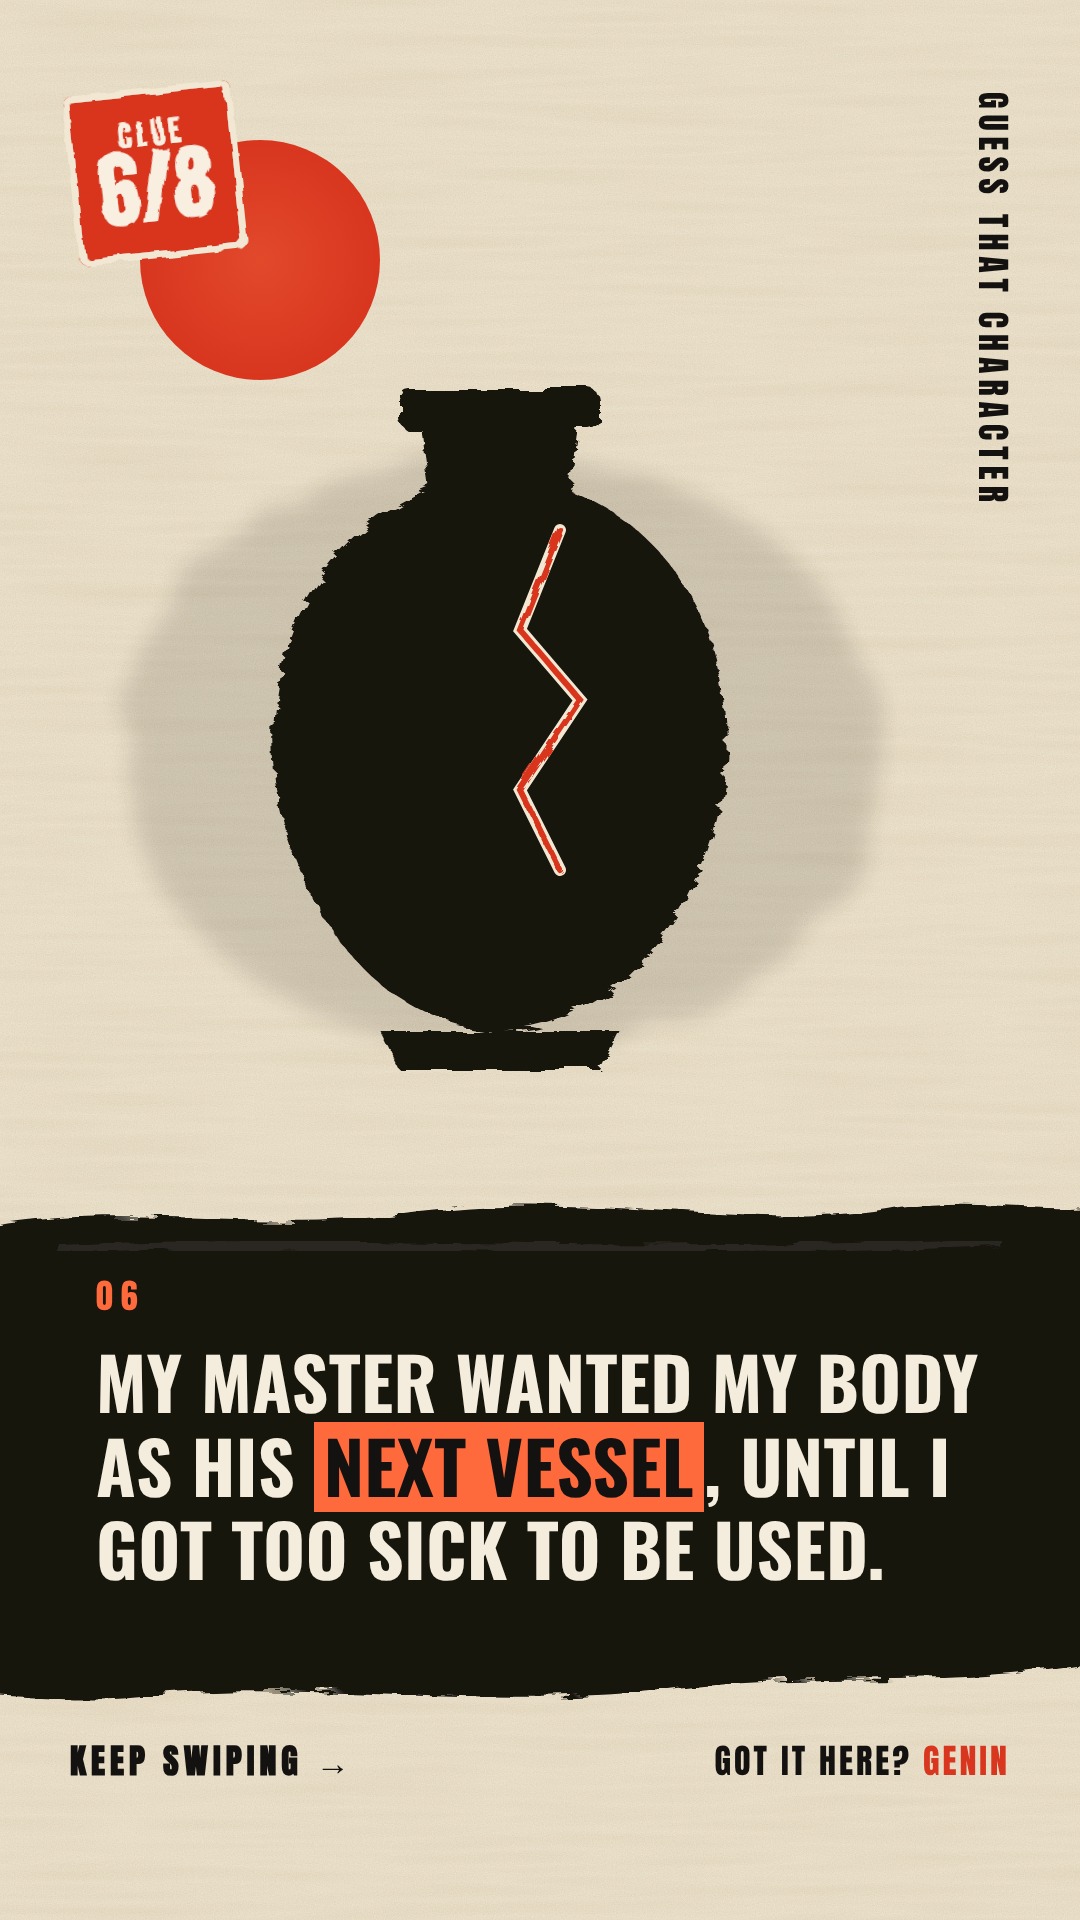 CLUE
6/8
GUESS THAT CHARACTER
06
MY MASTER WANTED MY BODY
AS HIS NEXT VESSEL, UNTIL I
GOT TOO SICK TO BE USED.
KEEP SWIPING →
GOT IT HERE? GENIN